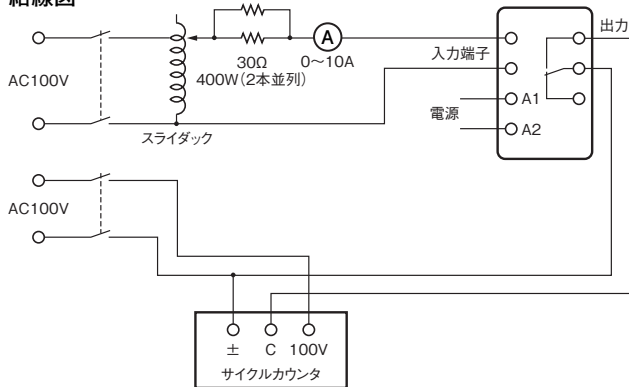 結線図
AC100V
スライダック
30Ω
400W(2本並列)
A
0～10A
入力端子
電源
A1
A2
出力
AC100V
± C 100V
サイクルカウンタ